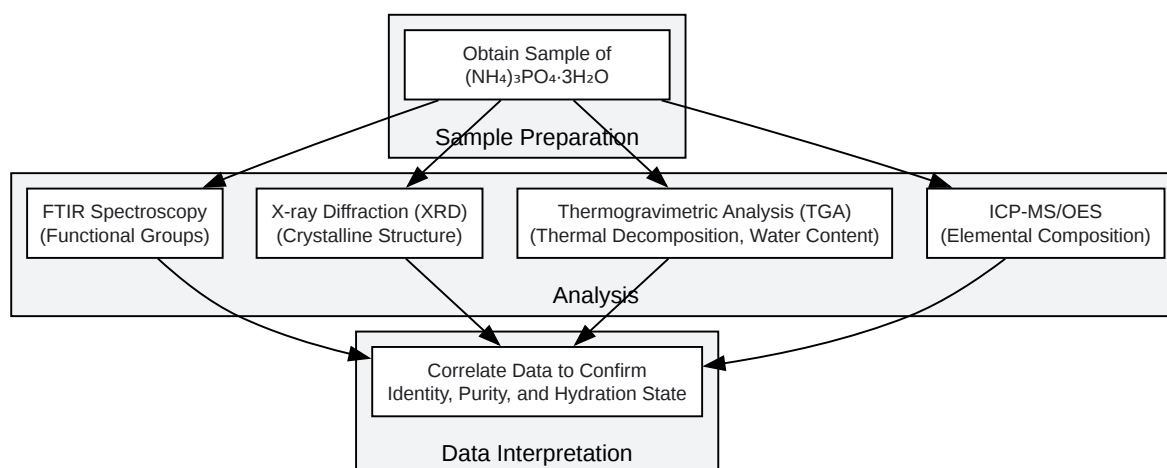 Obtain Sample of
(NH₄)₃PO₄·3H₂O
Sample Preparation
FTIR Spectroscopy
(Functional Groups)
X-ray Diffraction (XRD)
(Crystalline Structure)
Thermogravimetric Analysis (TGA)
(Thermal Decomposition, Water Content)
ICP-MS/OES
(Elemental Composition)
Analysis
Correlate Data to Confirm
Identity, Purity, and Hydration State
Data Interpretation